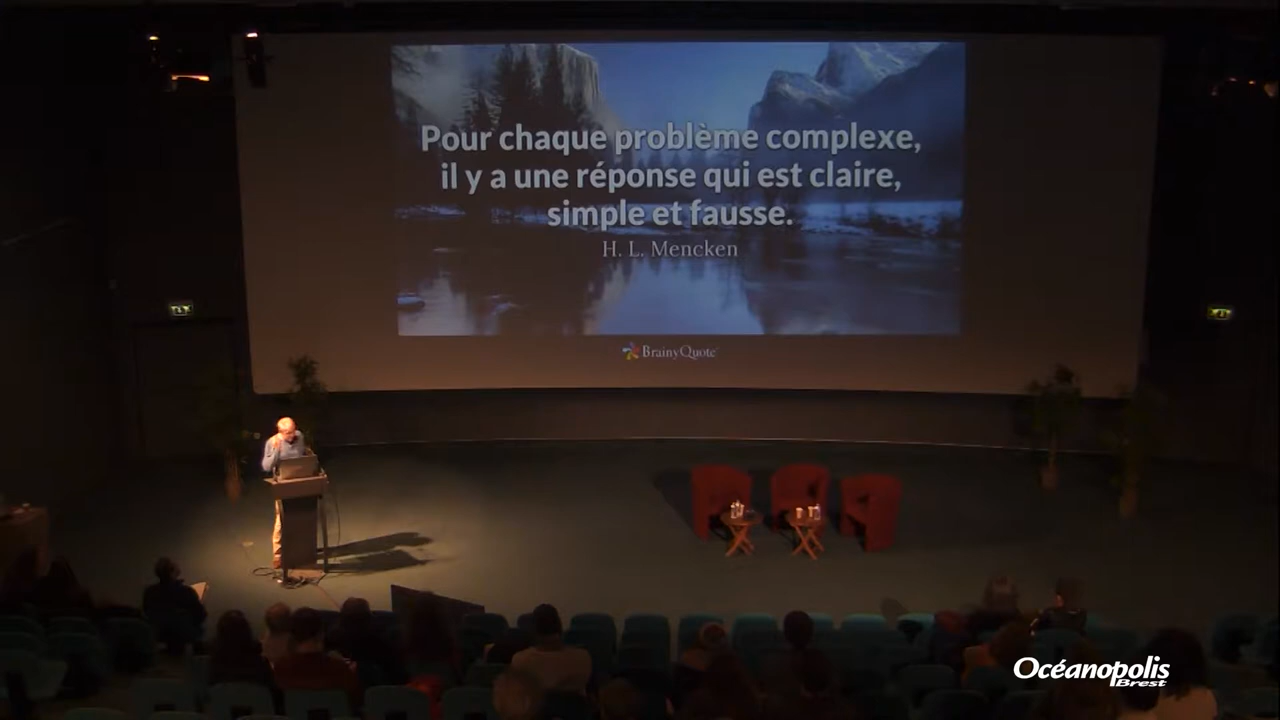 Pour chaque problème complexe,
il y a une réponse qui est claire,
simple et fausse.
H. L. Mencken
BrainyQuote
Océanopolis
Brest